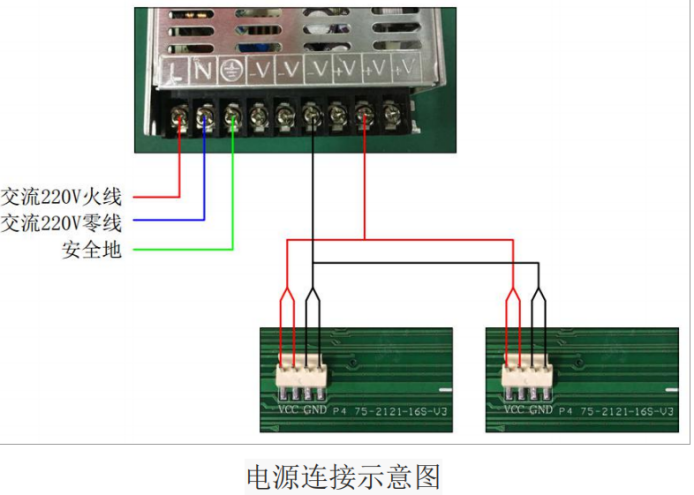 L N -V -V -V +V +V +V
交流220V火线
交流220V零线
安全地
VCC GND P4 75-2121-16S-V3
VCC GND P4 75-2121-16S-V3
电源连接示意图